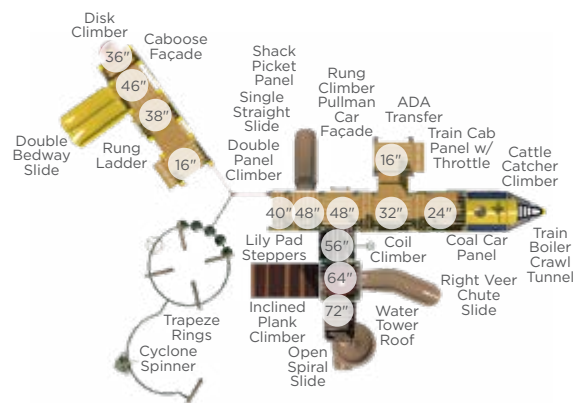 Disk
Climber
Caboose
Façade
36"
46"
38"
16"
Double
Bedway
Slide
Rung
Ladder
Shack
Picket
Panel
Single
Straight
Slide
Double
Panel
Climber
Rung
Climber
Pullman
Car
Façade
ADA
Transfer
16"
Train Cab
Panel w/
Throttle
Cattle
Catcher
Climber
40"
48"
48"
32"
24"
56"
64"
72"
Lily Pad
Steppers
Coil
Climber
Coal Car
Panel
Train
Boiler
Crawl
Tunnel
Inclined
Plank
Climber
Right Veer
Chute
Slide
Water
Tower
Roof
Open
Spiral
Slide
Trapeze
Rings
Cyclone
Spinner